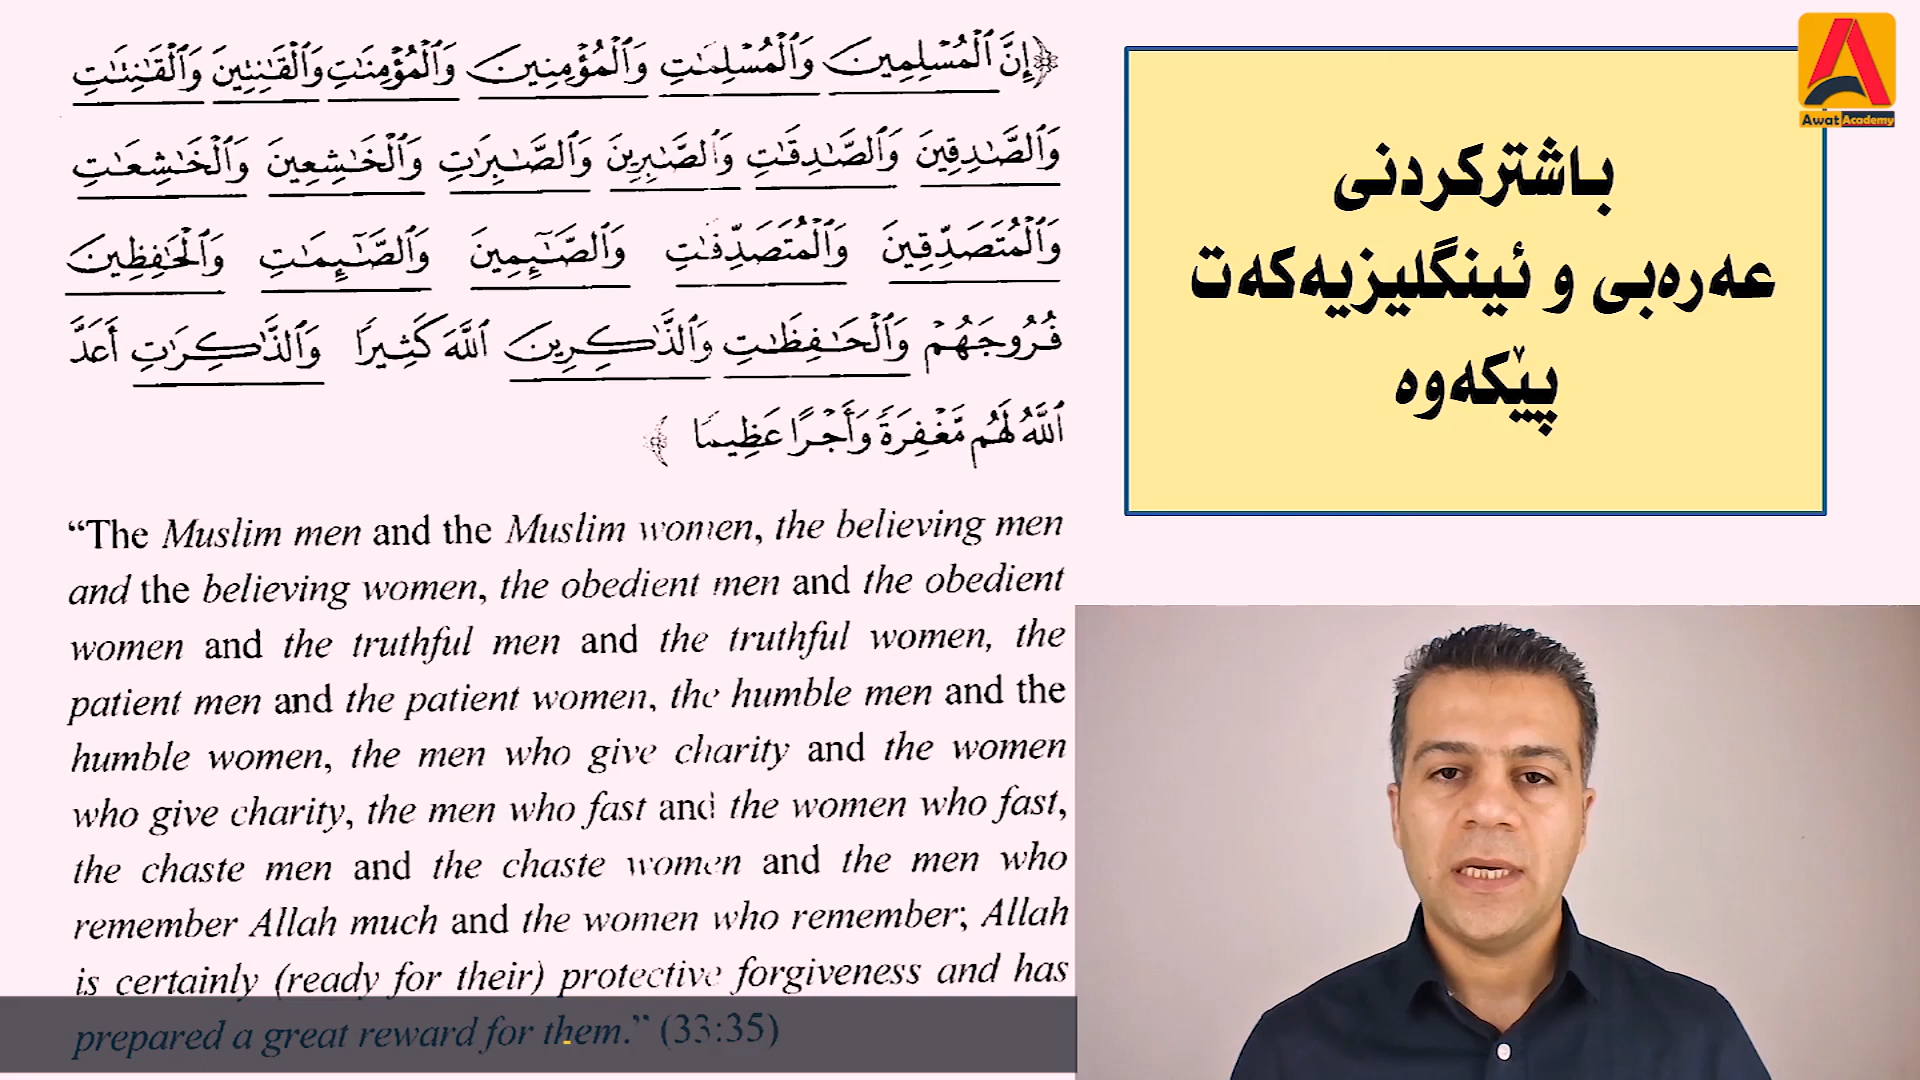 ﴿إِنَّ ٱلْمُسْلِمِينَ وَٱلْمُسْلِمَٰتِ وَٱلْمُؤْمِنِينَ وَٱلْمُؤْمِنَٰتِ وَٱلْقَٰنِتِينَ وَٱلْقَٰنِتَٰتِ
وَٱلصَّٰدِقِينَ وَٱلصَّٰدِقَٰتِ وَٱلصَّٰبِرِينَ وَٱلصَّٰبِرَٰتِ وَٱلْخَٰشِعِينَ وَٱلْخَٰشِعَٰتِ
وَٱلْمُتَصَدِّقِينَ وَٱلْمُتَصَدِّقَٰتِ وَٱلصَّٰٓئِمِينَ وَٱلصَّٰٓئِمَٰتِ وَٱلْحَٰفِظِينَ
فُرُوجَهُمْ وَٱلْحَٰفِظَٰتِ وَٱلذَّٰكِرِينَ ٱللَّهَ كَثِيرًا وَٱلذَّٰكِرَٰتِ أَعَدَّ
ٱللَّهُ لَهُم مَّغْفِرَةً وَأَجْرًا عَظِيمًا﴾
“The Muslim men and the Muslim women, the believing men
and the believing women, the obedient men and the obedient
women and the truthful men and the truthful women, the
patient men and the patient women, the humble men and the
humble women, the men who give charity and the women
who give charity, the men who fast and the women who fast,
the chaste men and the chaste women and the men who
remember Allah much and the women who remember; Allah
is certainly (ready for their) protective forgiveness and has
prepared a great reward for them.” (33:35)
باشترکردنی
عەرەبی و ئینگلیزیەکەت
پێکەوە
Awat Academy